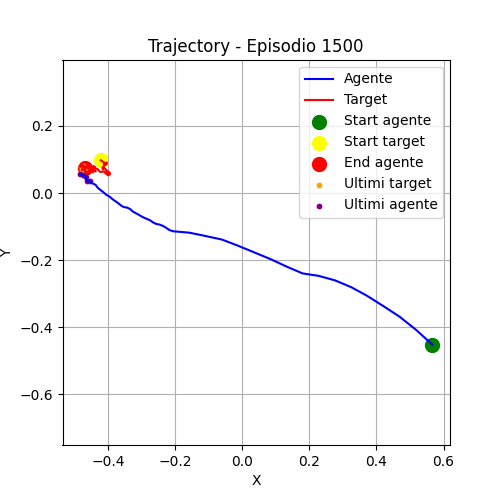 Trajectory - Episodio 1500
Agente
Target
Start agente
Start target
End agente
Ultimi target
Ultimi agente
Y
0.2
0.0
−0.2
−0.4
−0.6
−0.4
−0.2
0.0
0.2
0.4
0.6
X